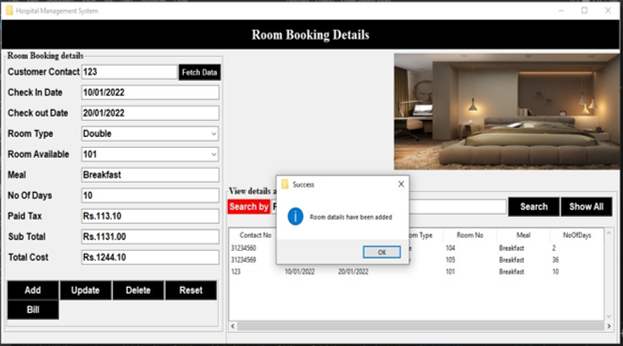 Hospital Management System
Room Booking Details
Room Booking details
Customer Contact 123 Fetch Data
Check In Date 10/01/2022
Check out Date 20/01/2022
Room Type Double
Room Available 101
Meal Breakfast
No Of Days 10
Paid Tax Rs.113.10
Sub Total Rs.1131.00
Total Cost Rs.1244.10
Add Update Delete Reset
Bill
View details a
Search by Search Show All
Contact No Type Room No Meal NoOfDays
31234560 104 Breakfast 2
31234569 105 Breakfast 36
123 10/01/2022 20/01/2022 101 Breakfast 10
Success
Room datails have been added
OK